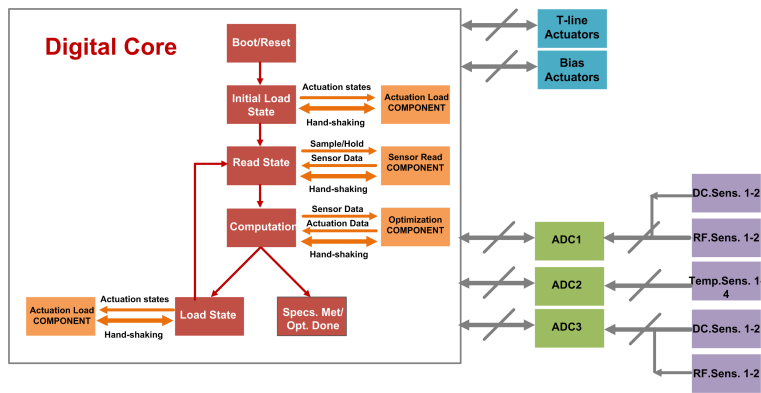 Digital Core
Boot/Reset
Initial Load
State
Actuation states
Hand-shaking
Actuation Load
COMPONENT
Read State
Sample/Hold
Sensor Data
Hand-shaking
Sensor Read
COMPONENT
Computation
Sensor Data
Actuation Data
Hand-shaking
Optimization
COMPONENT
Actuation Load
COMPONENT
Actuation states
Hand-shaking
Load State
Specs. Met/
Opt. Done
T-line
Actuators
Bias
Actuators
ADC1
ADC2
ADC3
DC.Sens. 1-2
RF.Sens. 1-2
Temp.Sens. 1-
4
DC.Sens. 1-2
RF.Sens. 1-2